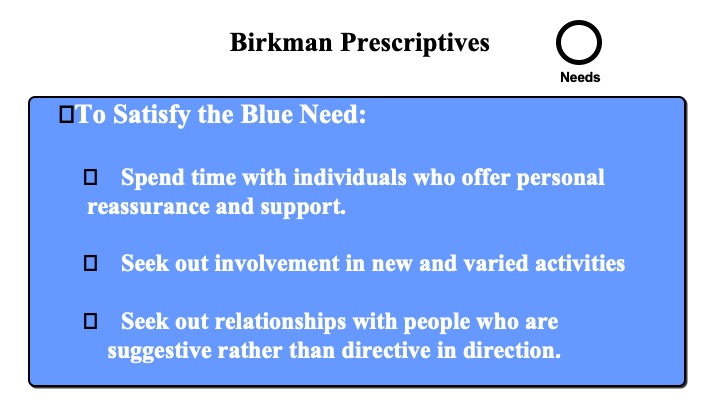 Birkman Prescriptives
Needs
To Satisfy the Blue Need:
Spend time with individuals who offer personal
reassurance and support.
Seek out involvement in new and varied activities
Seek out relationships with people who are
suggestive rather than directive in direction.